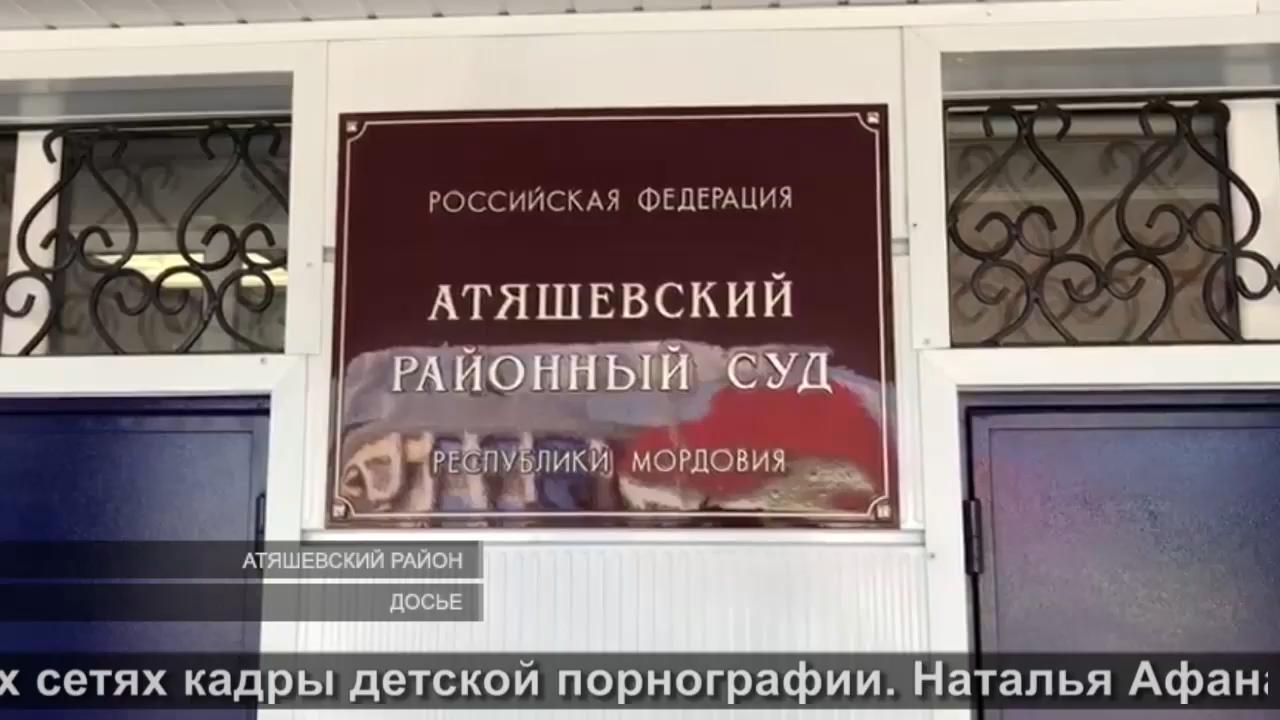 РОССИЙСКАЯ ФЕДЕРАЦИЯ
АТЯШЕВСКИЙ
РАЙОННЫЙ СУД
РЕСПУБЛИКИ МОРДОВИЯ
АТЯШЕВСКИЙ РАЙОН
ДОСЬЕ
х сетях кадры детской порнографии. Наталья Афана